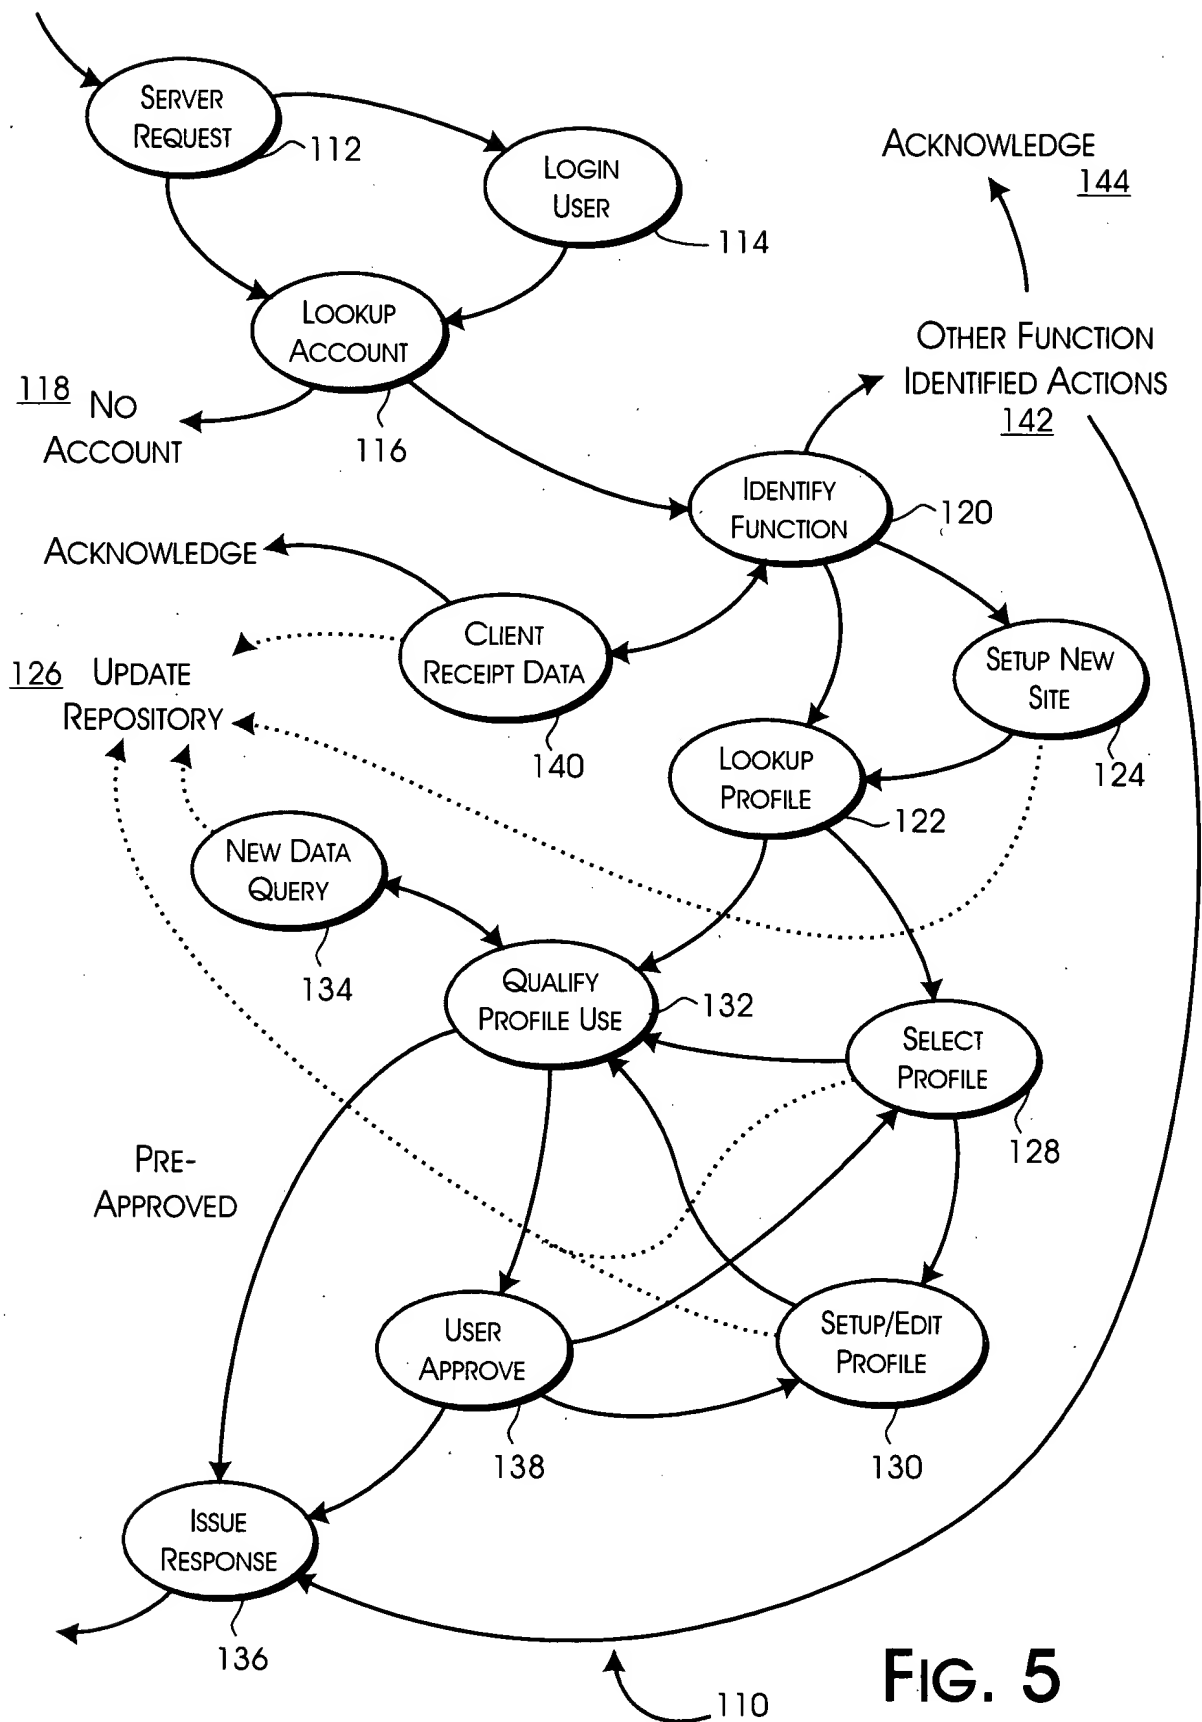 SERVER
REQUEST
112
LOGIN
USER
114
ACKNOWLEDGE
144
LOOKUP
ACCOUNT
116
118 NO
ACCOUNT
OTHER FUNCTION
IDENTIFIED ACTIONS
142
IDENTIFY
FUNCTION
120
ACKNOWLEDGE
CLIENT
RECEIPT DATA
140
126 UPDATE
REPOSITORY
SETUP NEW
SITE
124
LOOKUP
PROFILE
122
NEW DATA
QUERY
134
QUALIFY
PROFILE USE
132
SELECT
PROFILE
128
PRE-
APPROVED
USER
APPROVE
138
SETUP/EDIT
PROFILE
130
ISSUE
RESPONSE
136
110
FIG. 5